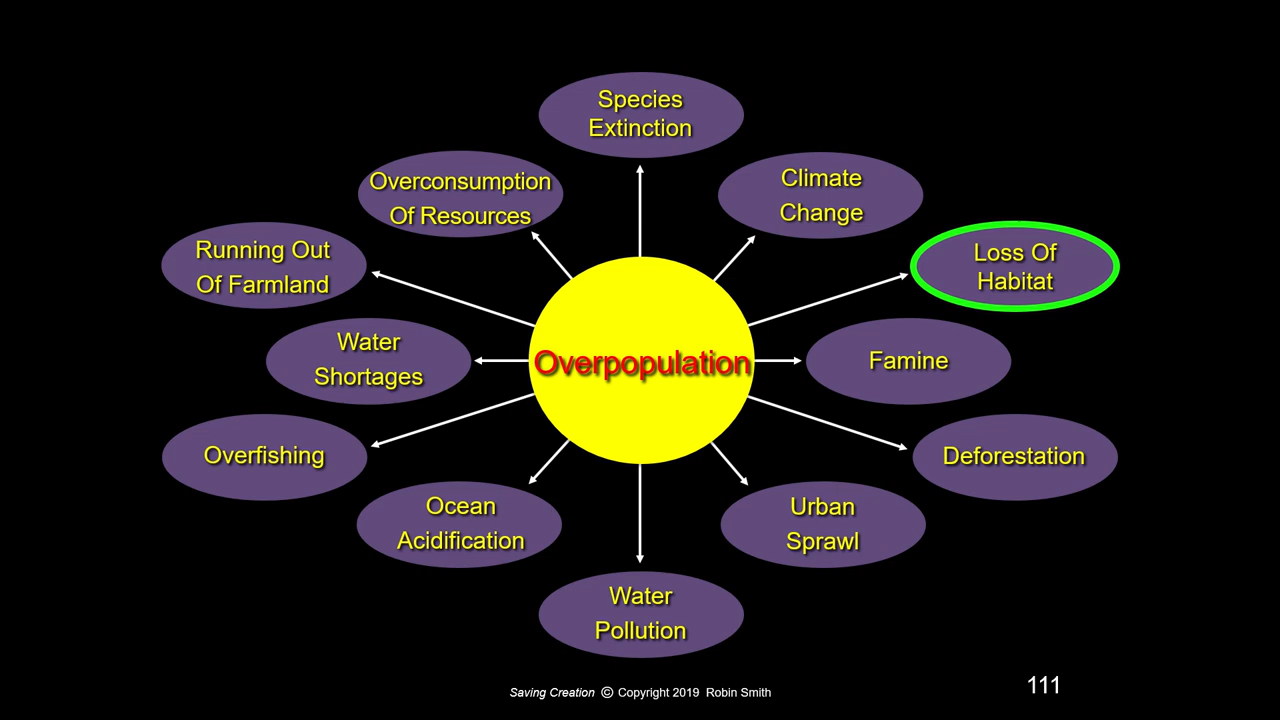 Species
Extinction
Overconsumption
Of Resources
Climate
Change
Running Out
Of Farmland
Loss Of
Habitat
Water
Shortages
Overpopulation
Famine
Overfishing
Deforestation
Ocean
Acidification
Urban
Sprawl
Water
Pollution
Saving Creation © Copyright 2019 Robin Smith
111